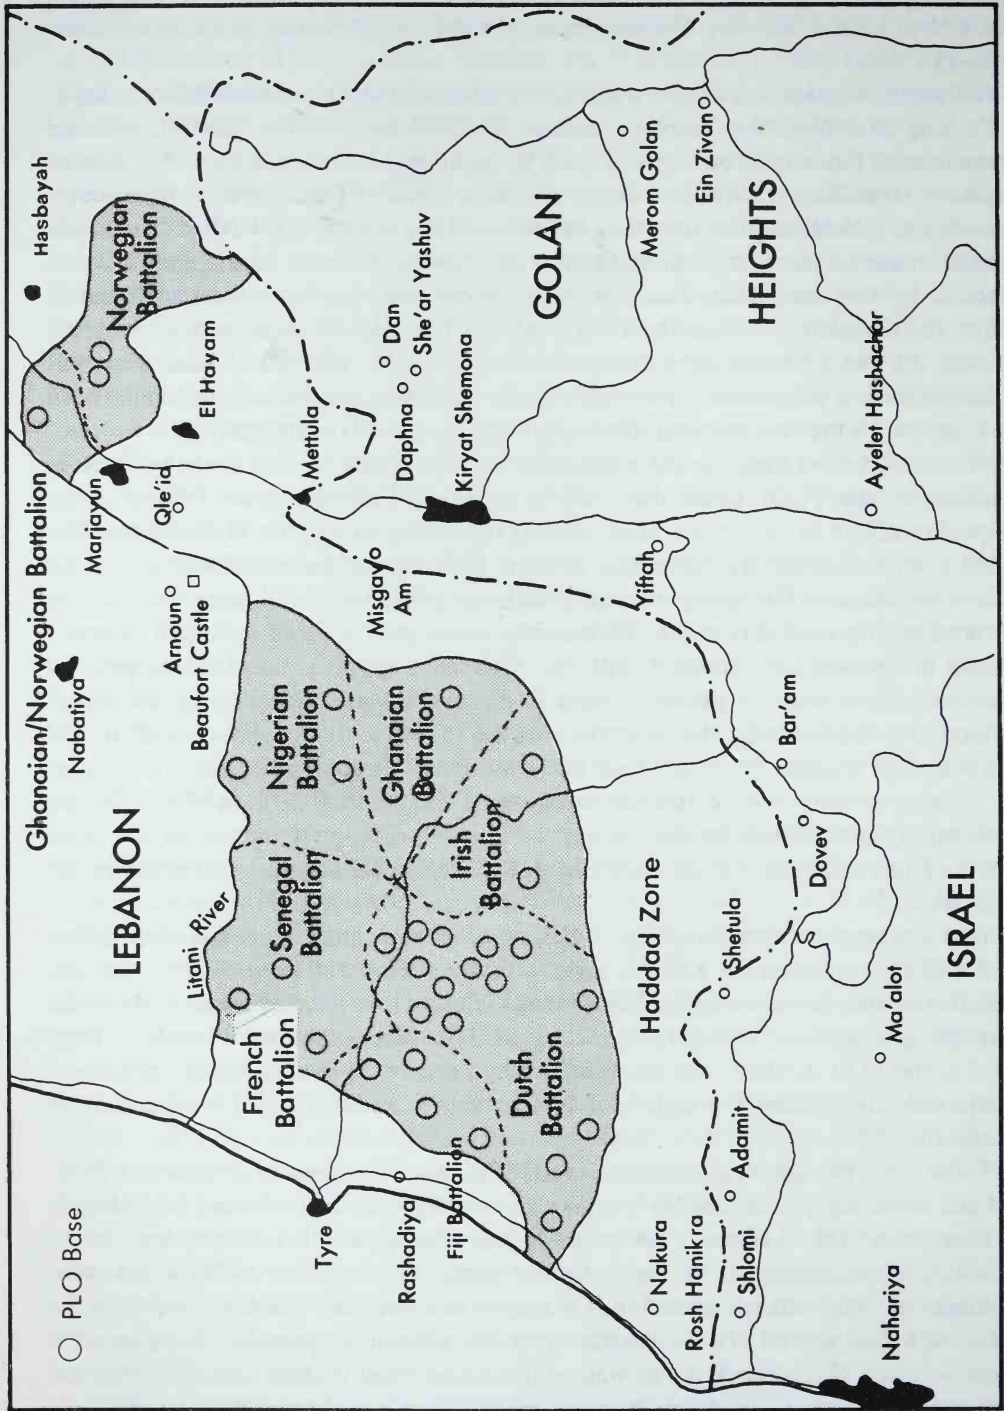 ○ PLO Base
LEBANON
Ghanaian/Norwegian Battalion
Nabatiya
Marjayun
Hasbayah
Norwegian
Battalion
El Hayam
Qle'ia
Arnoun
Beaufort Castle
Litani River
Tyre
French
Battalion
Senegal
Battalion
Nigerian
Battalion
Ghanaian
Battalion
Irish
Battalion
Rashadiya
Fiji Battalion
Dutch
Battalion
Mettula
Misgav
Am
Dan
She'ar Yashuv
Daphna
Kiryat Shemona
GOLAN
HEIGHTS
Merom Golan
Ein Zivan
Nakura
Haddad Zone
Yiftah
Rosh Hanikra
Shlomi
Adamit
Shetula
Dovev
Bar'am
Ayelet Hashachar
Nahariya
Ma'alot
ISRAEL